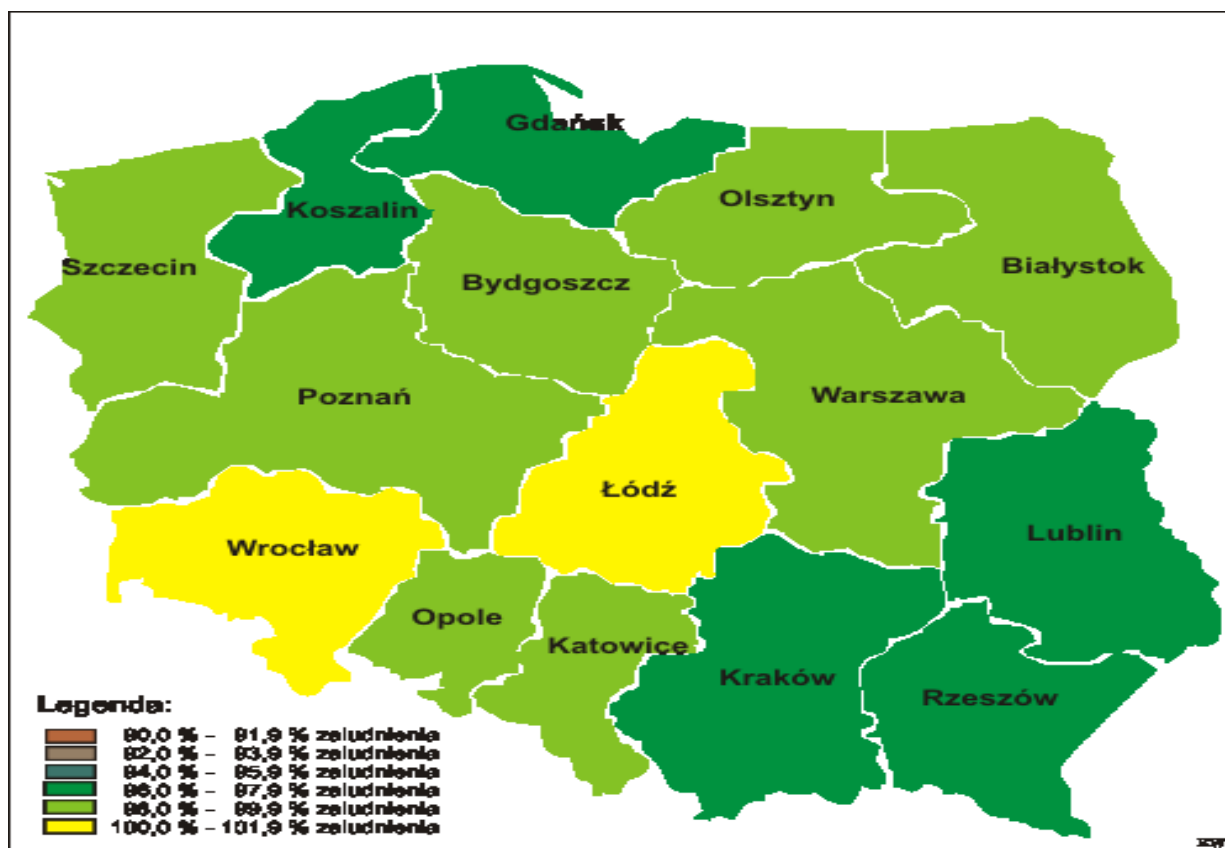 Gdańsk
Olsztyn
Koszalin
Szczecin
Białystok
Bydgoszcz
Poznań
Warszawa
Łódź
Lublin
Wrocław
Opole
Katowice
Kraków
Rzeszów
Legenda:
90,0 % – 91,9 % zaludnienia
92,0 % – 93,9 % zaludnienia
94,0 % – 95,9 % zaludnienia
96,0 % – 97,9 % zaludnienia
98,0 % – 99,9 % zaludnienia
100,0 % – 101,9 % zaludnienia